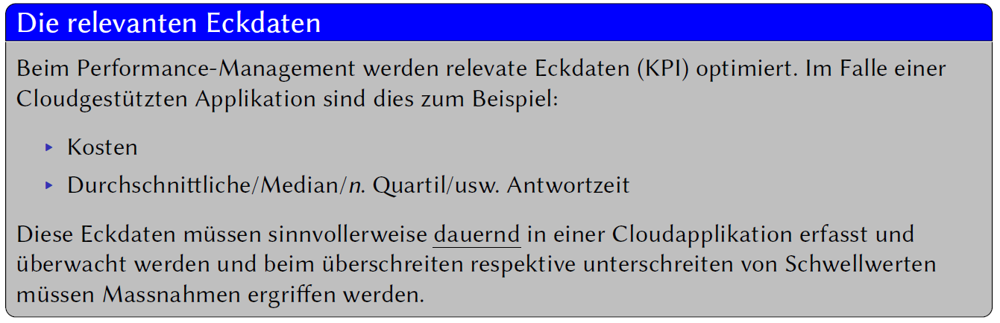 Die relevanten Eckdaten
Beim Performance-Management werden relevate Eckdaten (KPI) optimiert. Im Falle einer
Cloudgestützten Applikation sind dies zum Beispiel:
▸ Kosten
▸ Durchschnittliche/Median/n. Quartil/usw. Antwortzeit
Diese Eckdaten müssen sinnvollerweise dauernd in einer Cloudapplikation erfasst und
überwacht werden und beim überschreiten respektive unterschreiten von Schwellwerten
müssen Massnahmen ergriffen werden.